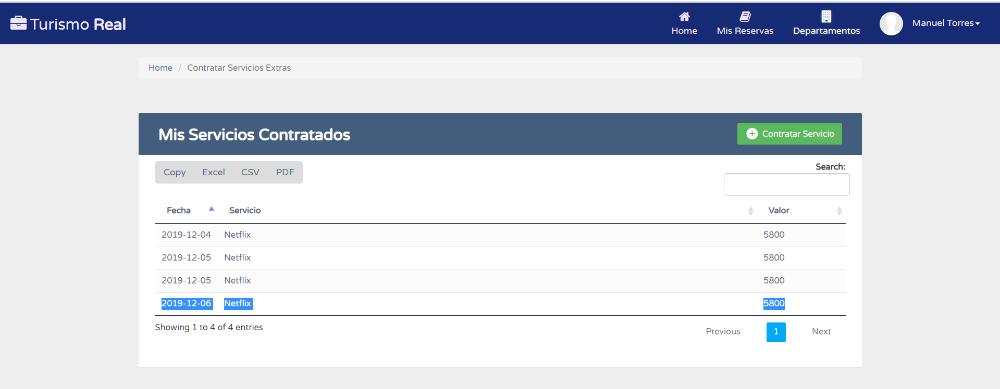 Turismo Real
Home
Mis Reservas
Departamentos
Manuel Torres
Home / Contratar Servicios Extras
Mis Servicios Contratados
Contratar Servicio
Copy Excel CSV PDF
Search:
Fecha Servicio Valor
2019-12-04 Netflix 5800
2019-12-05 Netflix 5800
2019-12-05 Netflix 5800
2019-12-06 Netflix 5800
Showing 1 to 4 of 4 entries
Previous 1 Next